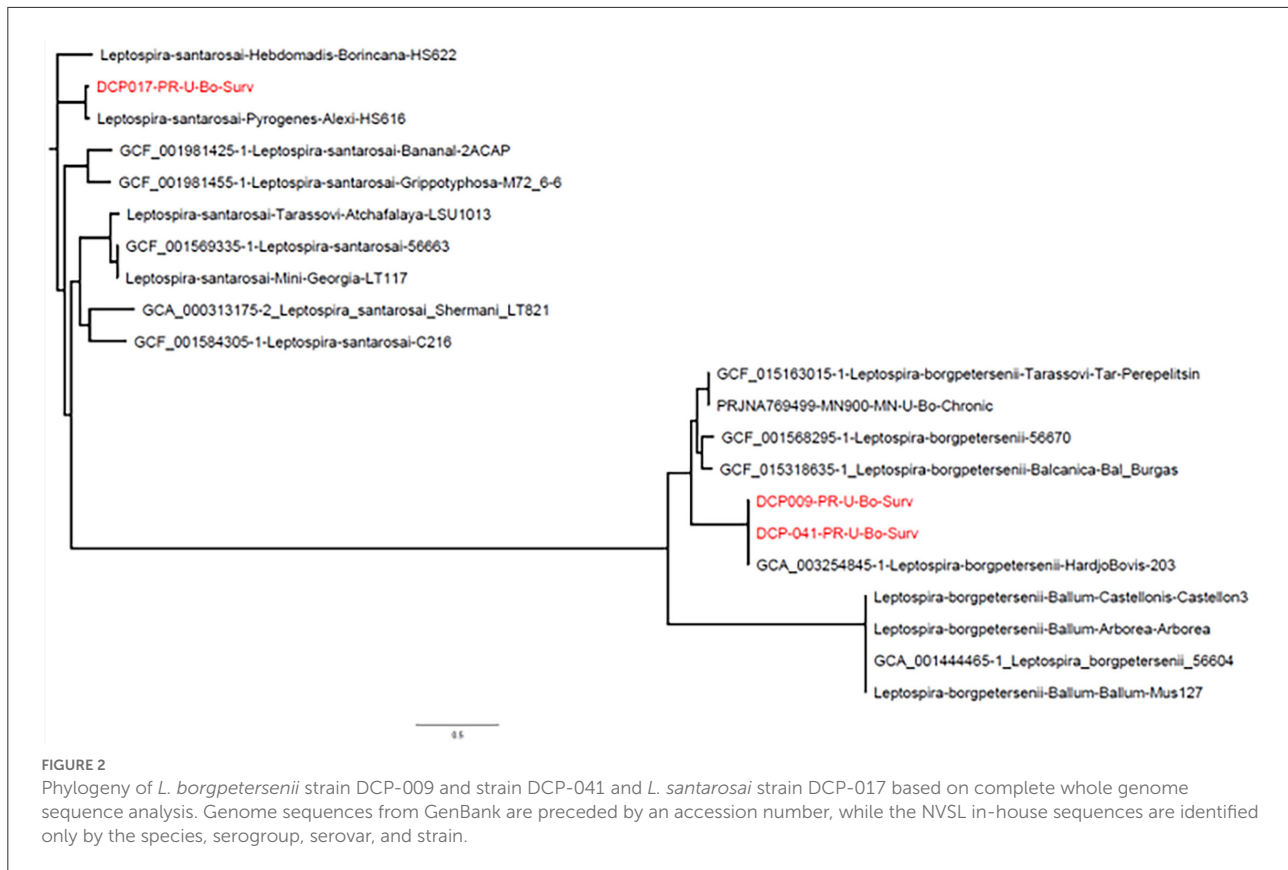 Leptospira-santarosai-Hebdomadis-Borincana-HS622
DCP017-PR-U-Bo-Surv
Leptospira-santarosai-Pyrogenes-Alexi-HS616
GCF_001981425-1-Leptospira-santarosai-Bananal-2ACAP
GCF_001981455-1-Leptospira-santarosai-Grippotyphosa-M72_6-6
Leptospira-santarosai-Tarassovi-Atchafalaya-LSU1013
GCF_001569335-1-Leptospira-santarosai-56663
Leptospira-santarosai-Mini-Georgia-LT117
GCA_000313175-2_Leptospira_santarosai_Shermani_LT821
GCF_001584305-1-Leptospira-santarosai-C216
GCF_015163015-1-Leptospira-borgpetersenii-Tarassovi-Tar-Perepelitsin
PRJNA769499-MN900-MN-U-Bo-Chronic
GCF_001568295-1-Leptospira-borgpetersenii-56670
GCF_015318635-1_Leptospira-borgpetersenii-Balcanica-Bal_Burgas
DCP009-PR-U-Bo-Surv
DCP-041-PR-U-Bo-Surv
GCA_003254845-1-Leptospira-borgpetersenii-HardjoBovis-203
Leptospira-borgpetersenii-Ballum-Castellonis-Castellon3
Leptospira-borgpetersenii-Ballum-Arborea-Arborea
GCA_001444465-1_Leptospira_borgpetersenii_56604
Leptospira-borgpetersenii-Ballum-Ballum-Mus127
0.5
FIGURE 2
Phylogeny of L. borgpetersenii strain DCP-009 and strain DCP-041 and L. santarosai strain DCP-017 based on complete whole genome
sequence analysis. Genome sequences from GenBank are preceded by an accession number, while the NVSL in-house sequences are identified
only by the species, serogroup, serovar, and strain.